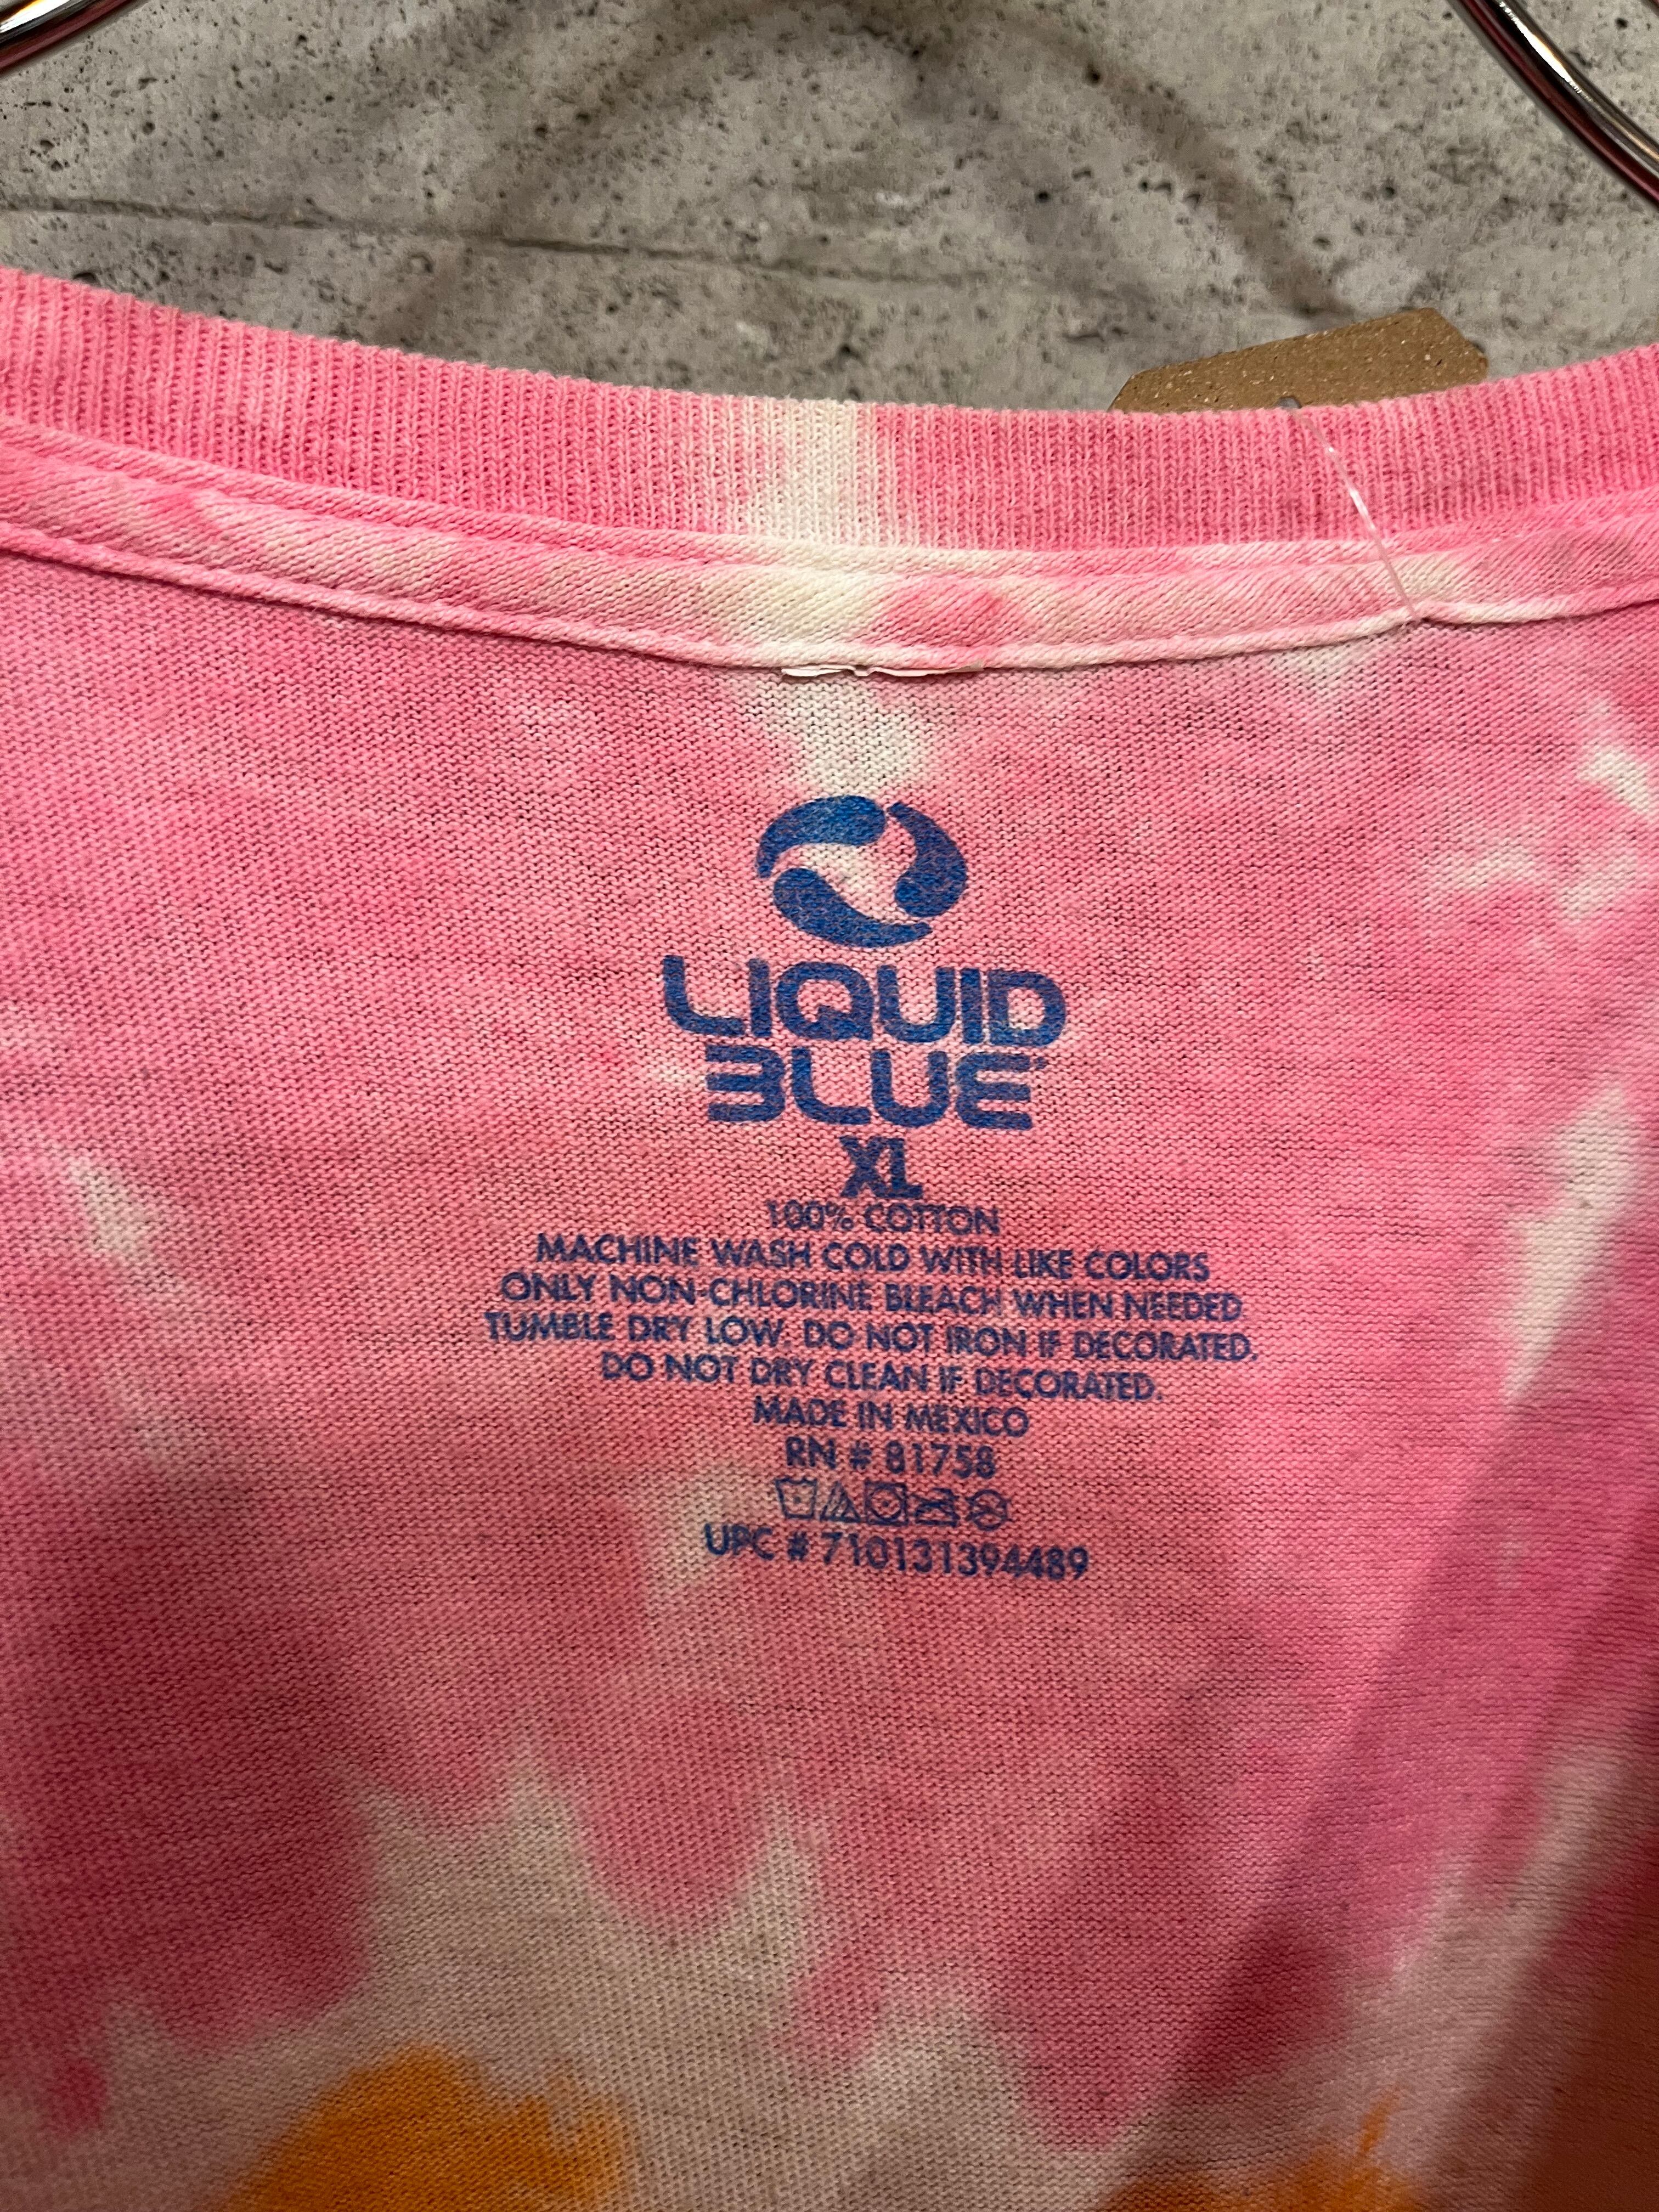 LIQUID
BLUE
XL
100% COTTON
MACHINE WASH COLD WITH LIKE COLORS
ONLY NON-CHLORINE BLEACH WHEN NEEDED
TUMBLE DRY LOW. DO NOT IRON IF DECORATED.
DO NOT DRY CLEAN IF DECORATED.
MADE IN MEXICO
RN # 81758
UPC # 710131394489